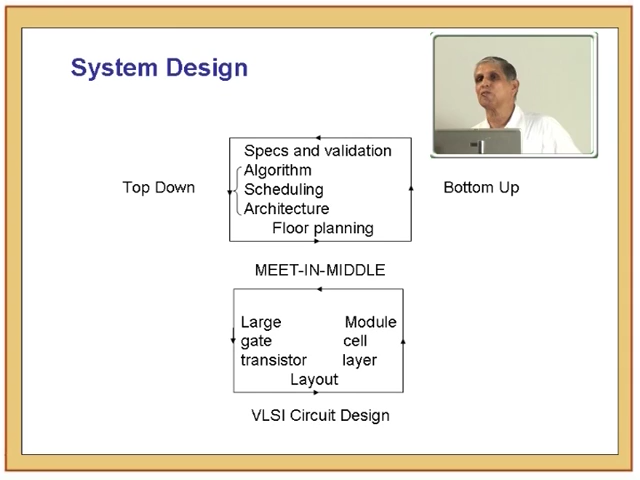 System Design
Specs and validation
Algorithm
Top Down Scheduling Bottom Up
Architecture
Floor planning
MEET-IN-MIDDLE
Large Module
gate cell
transistor layer
Layout
VLSI Circuit Design